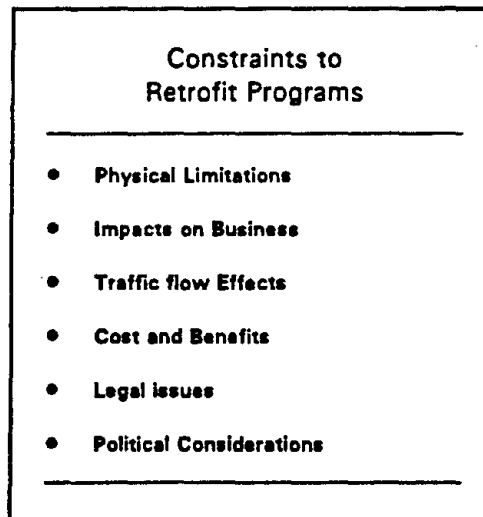 Constraints to
Retrofit Programs
• Physical Limitations
• Impacts on Business
• Traffic flow Effects
• Cost and Benefits
• Legal issues
• Political Considerations